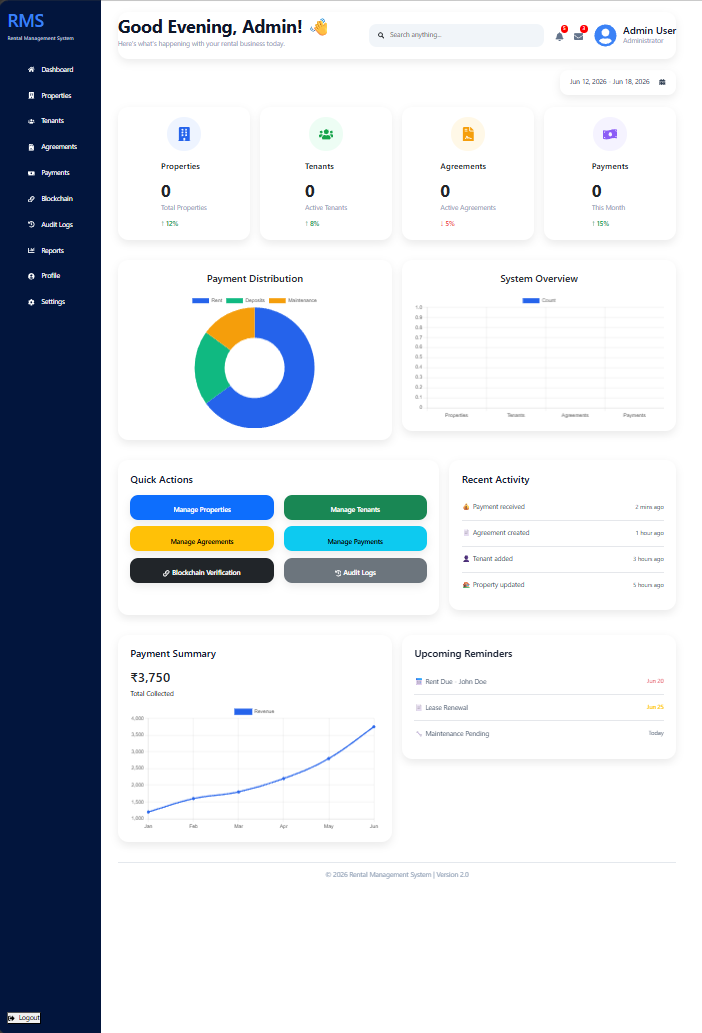 RMS
Rental Management System
Dashboard
Properties
Tenants
Agreements
Payments
Blockchain
Audit Logs
Reports
Profile
Settings
Logout
Good Evening, Admin! 👋
Here's what's happening with your rental business today.
Search anything...
Admin User
Administrator
Jun 12, 2026 - Jun 18, 2026
Properties
0
Total Properties
↑ 12%
Tenants
0
Active Tenants
↑ 8%
Agreements
0
Active Agreements
↓ 5%
Payments
0
This Month
↑ 15%
Payment Distribution
Rent Deposits Maintenance
System Overview
Count
1.0
0.9
0.8
0.7
0.6
0.5
0.4
0.3
0.2
0.1
0
Properties Tenants Agreements Payments
Quick Actions
Manage Properties
Manage Tenants
Manage Agreements
Manage Payments
Blockchain Verification
Audit Logs
Recent Activity
Payment received 2 mins ago
Agreement created 1 hour ago
Tenant added 3 hours ago
Property updated 5 hours ago
Payment Summary
₹3,750
Total Collected
Revenue
4,000
3,500
3,000
2,500
2,000
1,500
1,000
Jan Feb Mar Apr May Jun
Upcoming Reminders
Rent Due - John Doe Jun 20
Lease Renewal Jun 25
Maintenance Pending Today
© 2026 Rental Management System | Version 2.0